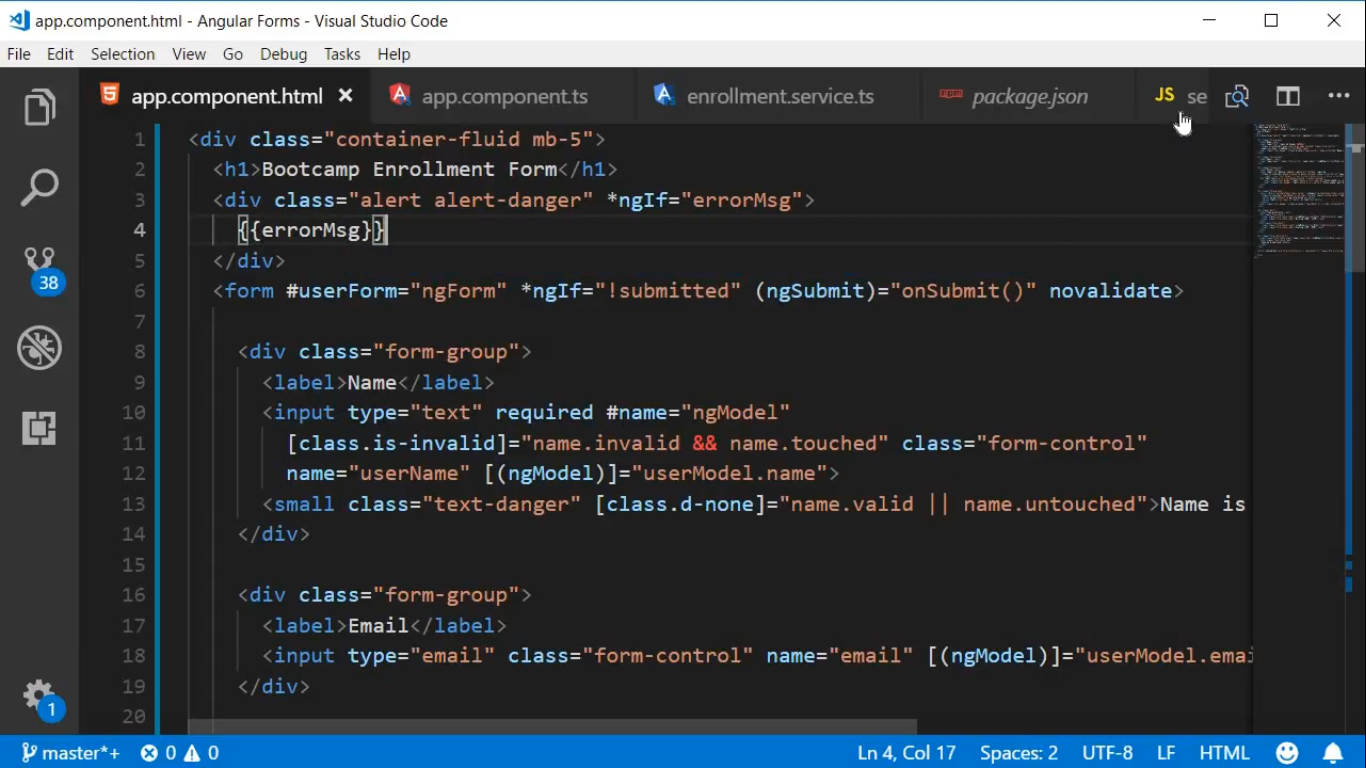 app.component.html - Angular Forms - Visual Studio Code
File Edit Selection View Go Debug Tasks Help
app.component.html app.component.ts enrollment.service.ts package.json JS se
1 <div class="container-fluid mb-5">
2 <h1>Bootcamp Enrollment Form</h1>
3 <div class="alert alert-danger" *ngIf="errorMsg">
4 {{errorMsg}}
5 </div>
6 <form #userForm="ngForm" *ngIf="!submitted" (ngSubmit)="onSubmit()" novalidate>
7
8 <div class="form-group">
9 <label>Name</label>
10 <input type="text" required #name="ngModel"
11 [class.is-invalid]="name.invalid && name.touched" class="form-control"
12 name="userName" [(ngModel)]="userModel.name">
13 <small class="text-danger" [class.d-none]="name.valid || name.untouched">Name is
14 </div>
15
16 <div class="form-group">
17 <label>Email</label>
18 <input type="email" class="form-control" name="email" [(ngModel)]="userModel.emai
19 </div>
20
38
1
master*+ 0 0 Ln 4, Col 17 Spaces: 2 UTF-8 LF HTML